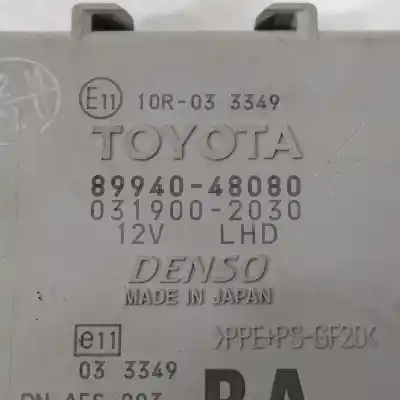 E11 10R-03 3349
TOYOTA
89940-48080
031900-2030
12V LHD
DENSO
MADE IN JAPAN
e11 >PPE+PS-GF20<
03 3349